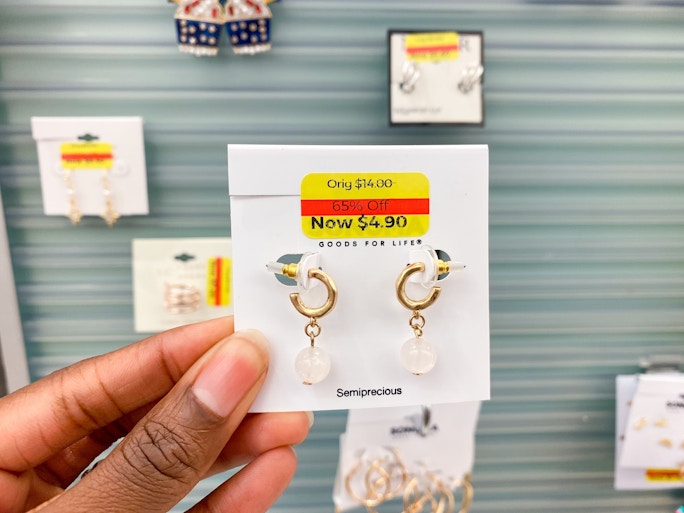 Orig $14.00
65% Off
Now $4.90
GOODS FOR LIFE®
Semiprecious